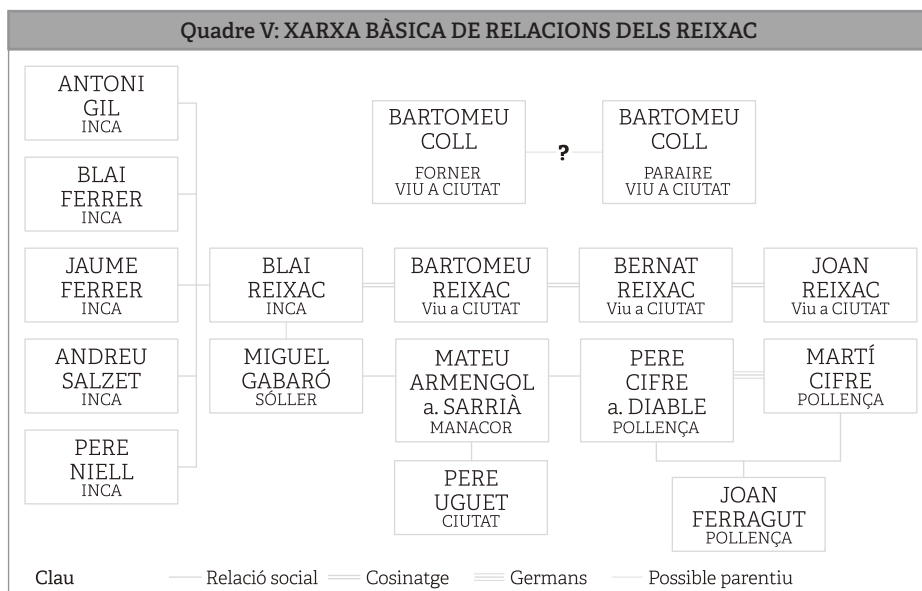 Quadre V: XARXA BÀSICA DE RELACIONS DELS REIXAC
ANTONI
GIL
INCA
BLAI
FERRER
INCA
JAUME
FERRER
INCA
ANDREU
SALZET
INCA
PERE
NIELL
INCA
BARTOMEU
COLL
FORNER
VIU A CIUTAT
?
BARTOMEU
COLL
PARAIRE
VIU A CIUTAT
BLAI
REIXAC
INCA
BARTOMEU
REIXAC
Viu a CIUTAT
BERNAT
REIXAC
Viu a CIUTAT
JOAN
REIXAC
Viu a CIUTAT
MIGUEL
GABARÓ
SÓLLER
MATEU
ARMENGOL
a. SARRIÀ
MANACOR
PERE
CIFRE
a. DIABLE
POLLENÇA
MARTÍ
CIFRE
POLLENÇA
PERE
UGUET
CIUTAT
JOAN
FERRAGUT
POLLENÇA
Clau
Relació social
Cosinatge
Germans
Possible parentiu